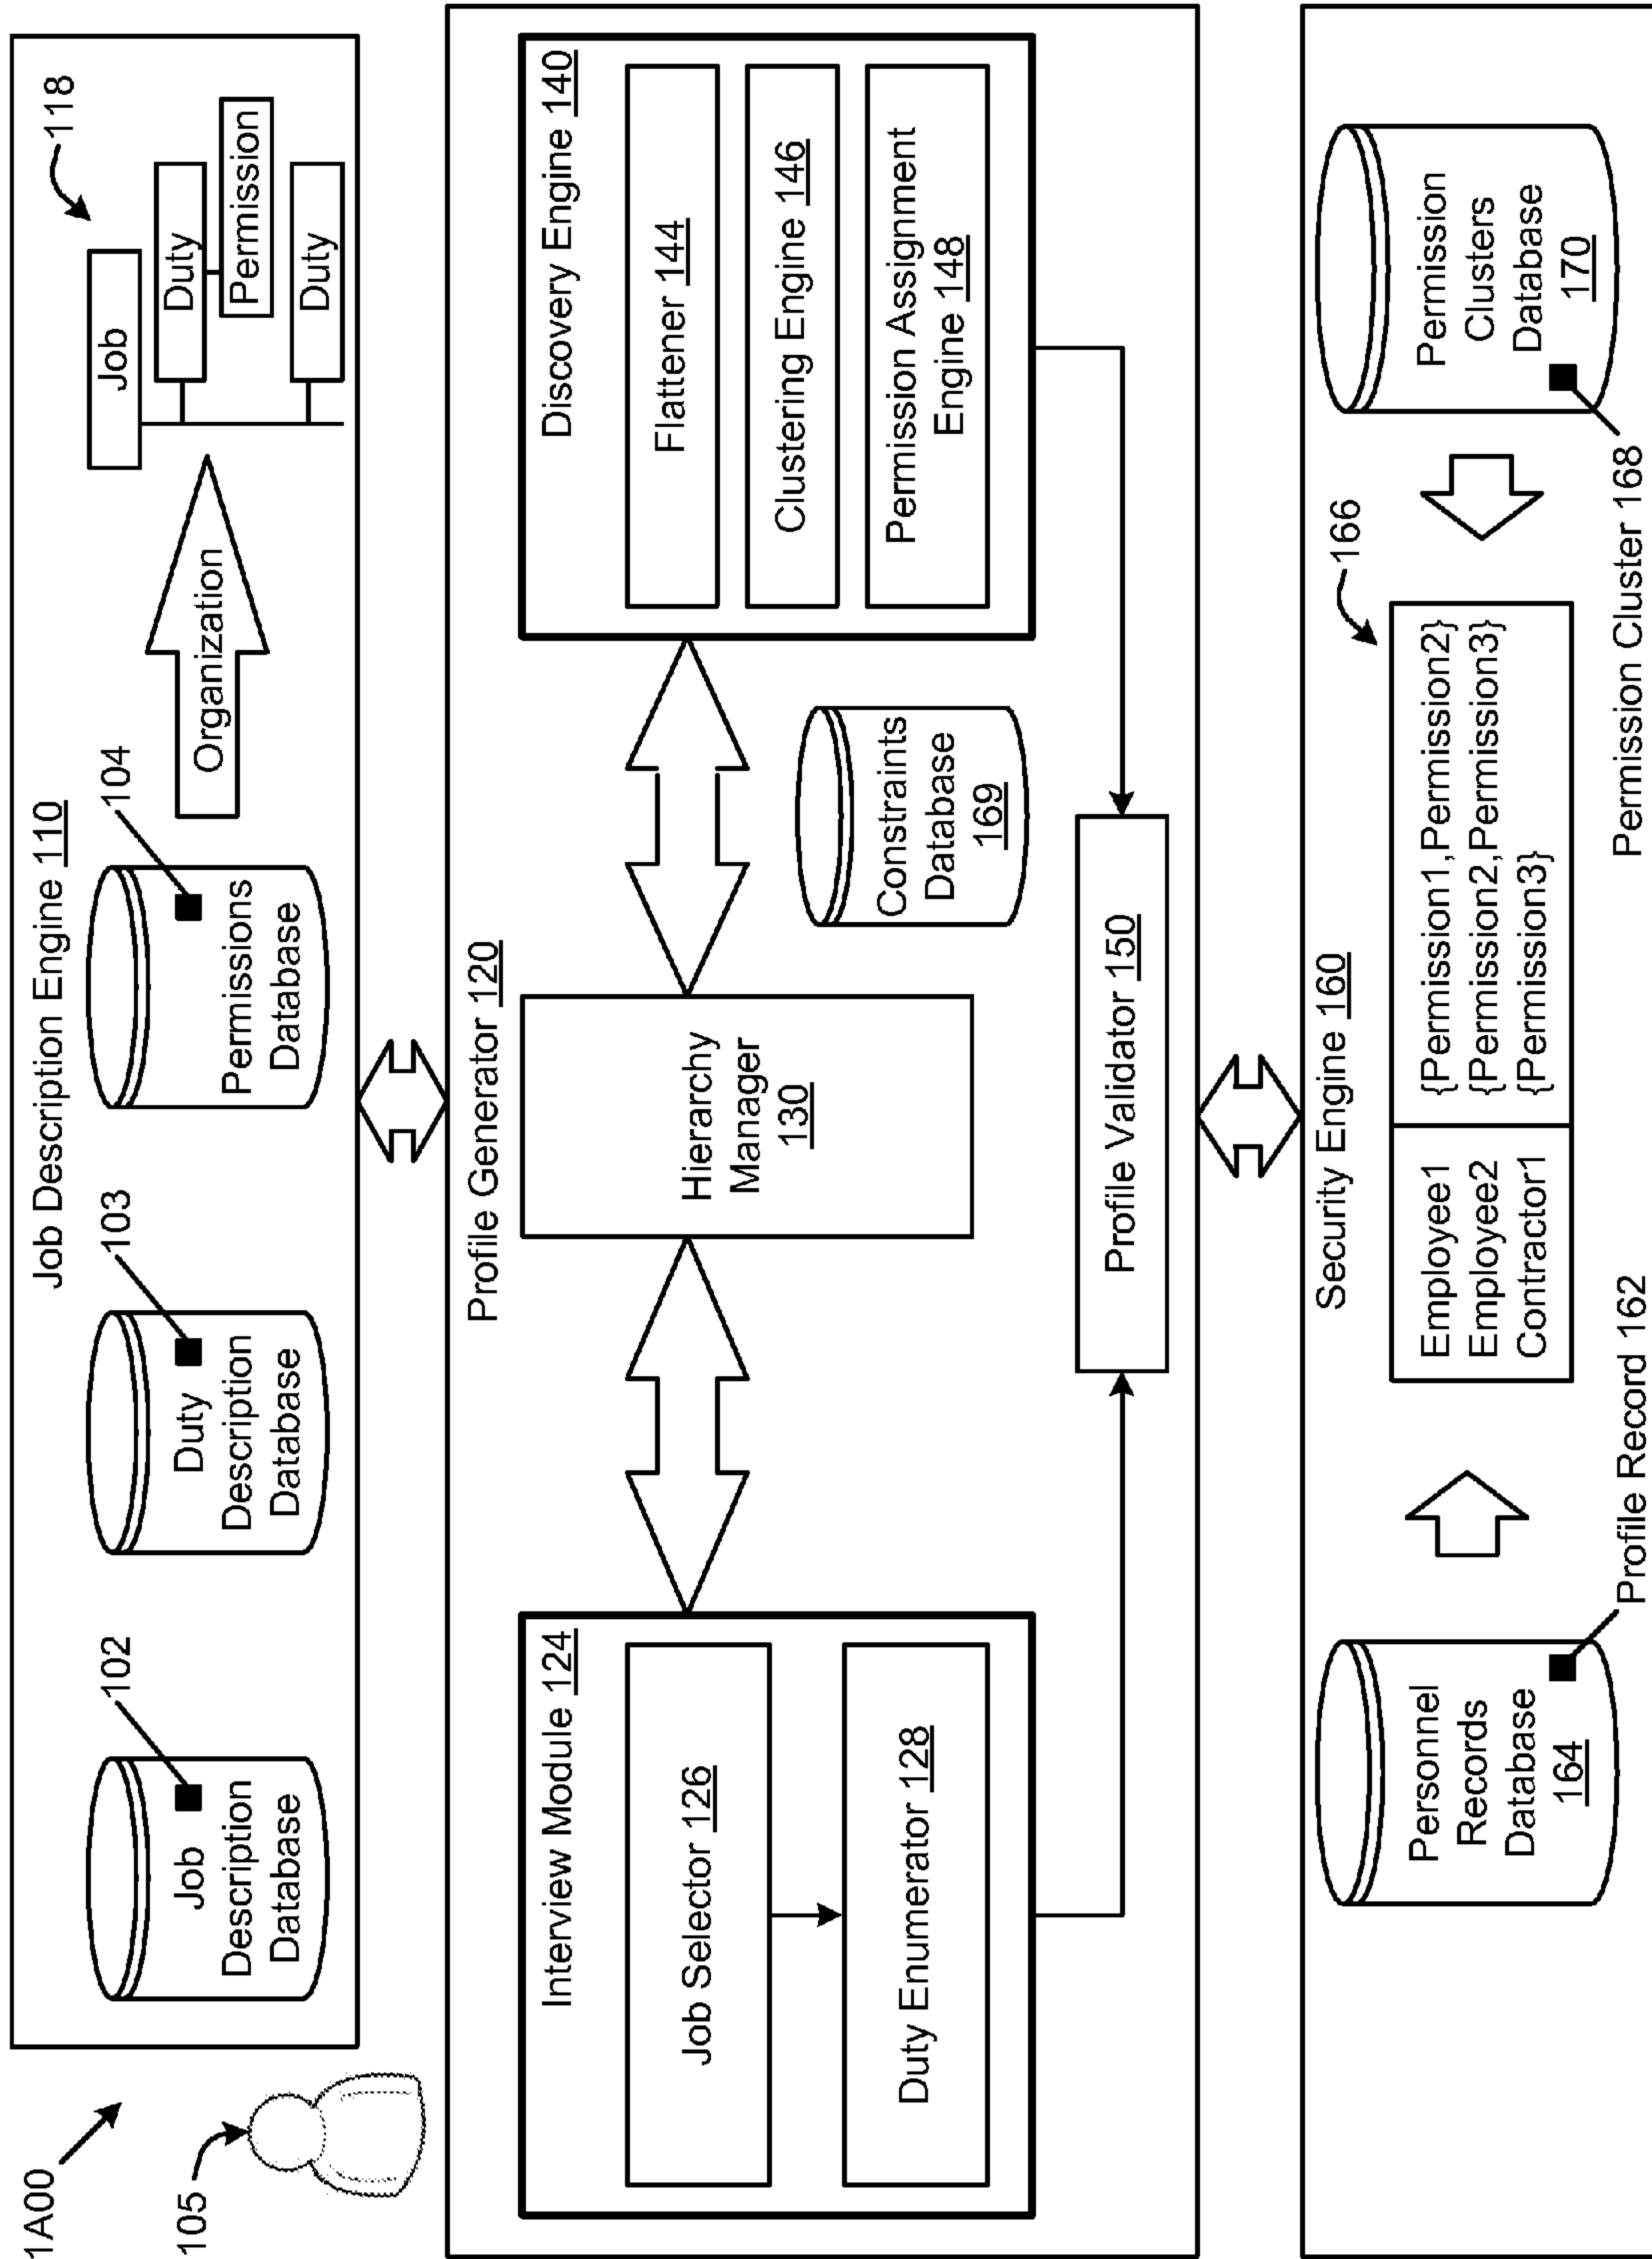 1A00
105
Job Description Engine 110
102
Job
Description
Database
103
Duty
Description
Database
104
Permissions
Database
Organization
118
Job
Duty
Permission
Duty
Profile Generator 120
Interview Module 124
Job Selector 126
Duty Enumerator 128
Hierarchy
Manager
130
Constraints
Database
169
Discovery Engine 140
Flattener 144
Clustering Engine 146
Permission Assignment
Engine 148
Profile Validator 150
Security Engine 160
Personnel
Records
Database
164
Profile Record 162
166
Employee1 {Permission1,Permission2}
Employee2 {Permission2,Permission3}
Contractor1 {Permission3}
Permission
Clusters
Database
170
Permission Cluster 168